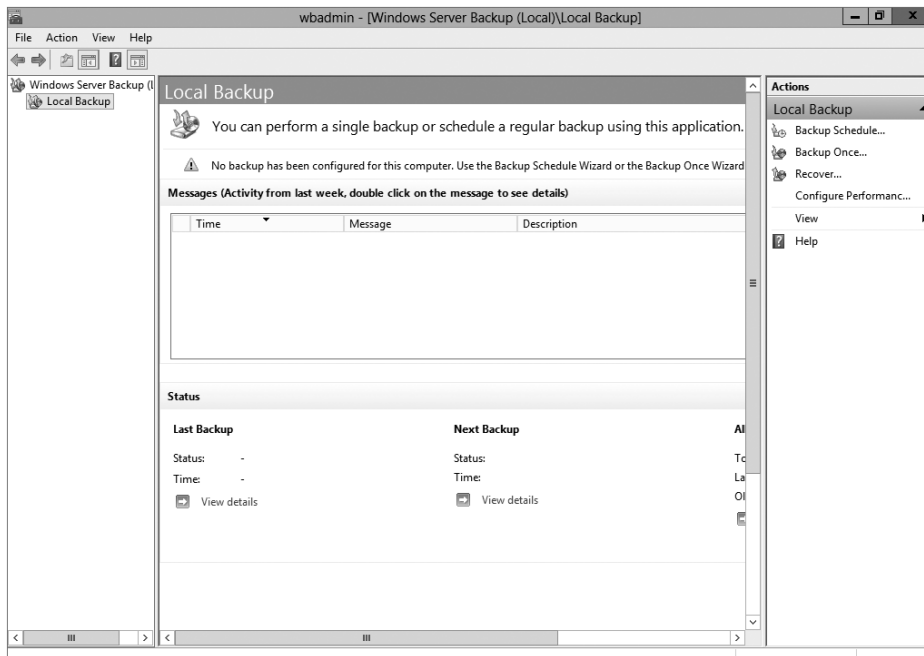 wbadmin - [Windows Server Backup (Local)\Local Backup]
File Action View Help
Windows Server Backup (L
Local Backup
Local Backup
You can perform a single backup or schedule a regular backup using this application.
No backup has been configured for this computer. Use the Backup Schedule Wizard or the Backup Once Wizard
Messages (Activity from last week, double click on the message to see details)
Time Message Description
Status
Last Backup
Status: -
Time: -
View details
Next Backup
Status:
Time:
View details
Al
To
La
Ol
Actions
Local Backup
Backup Schedule...
Backup Once...
Recover...
Configure Performanc...
View
Help